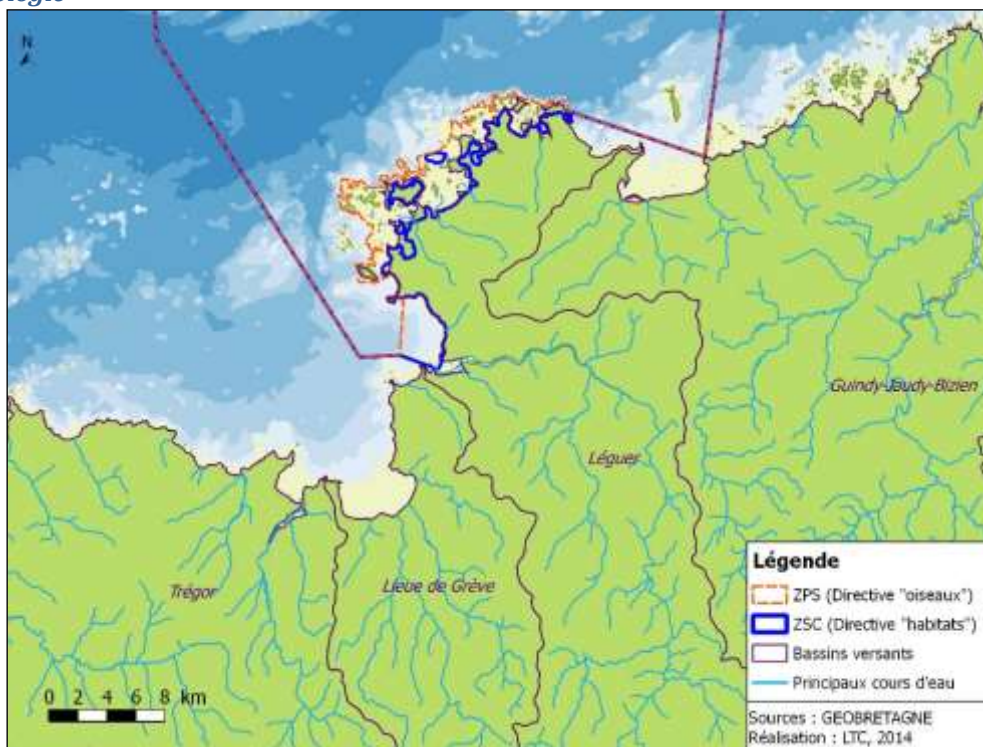 N
Guindy-Jaudy-Bizien
Léguer
Lieue de Grève
Trégor
0 2 4 6 8 km
Légende
ZPS (Directive "oiseaux")
ZSC (Directive "habitats")
Bassins versants
Principaux cours d'eau
Sources : GEOBRETAGNE
Réalisation : LTC, 2014